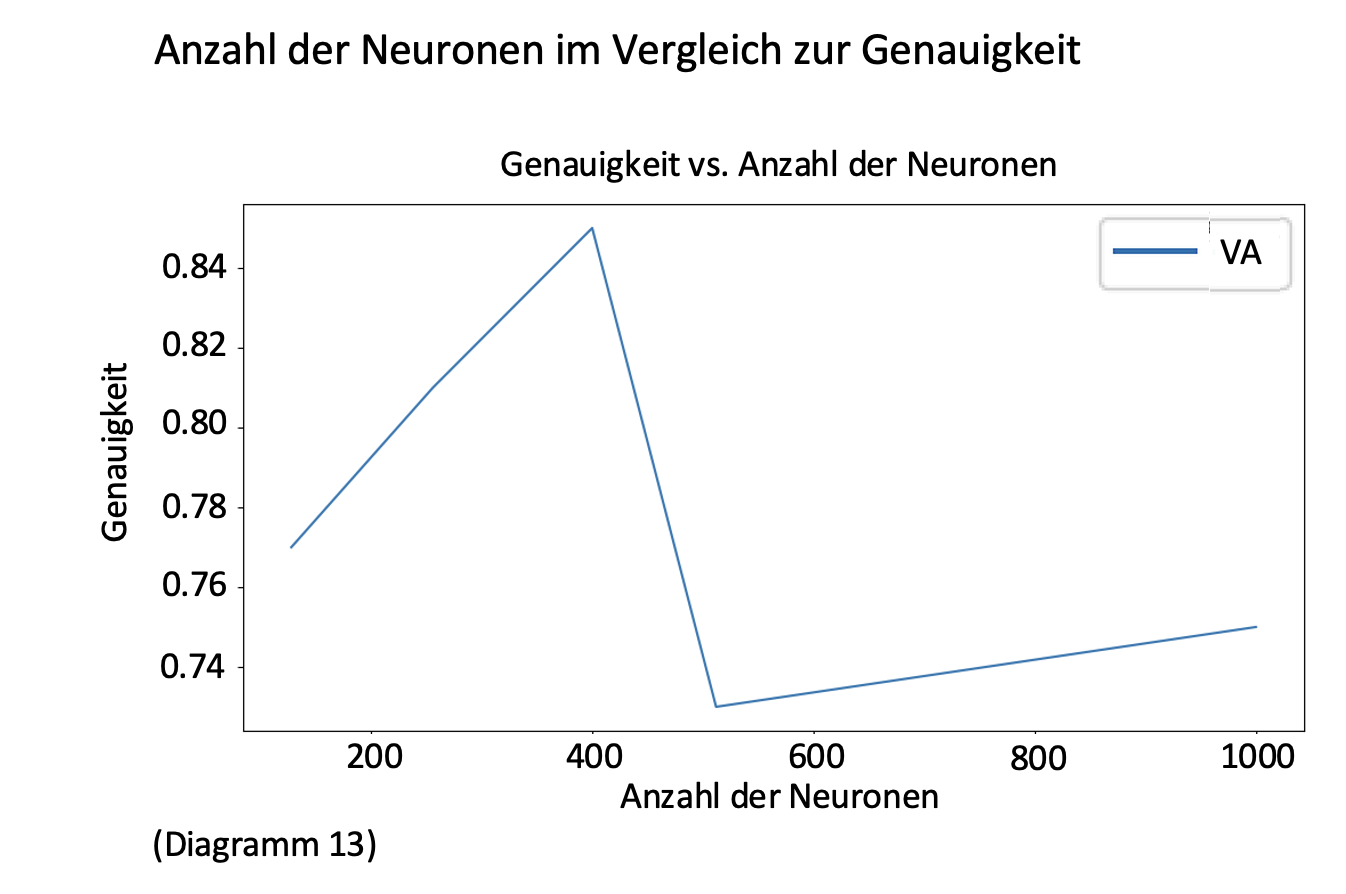 Anzahl der Neuronen im Vergleich zur Genauigkeit
Genauigkeit vs. Anzahl der Neuronen
VA
0.84
0.82
0.80
0.78
0.76
0.74
Genauigkeit
200 400 600 800 1000
Anzahl der Neuronen
(Diagramm 13)